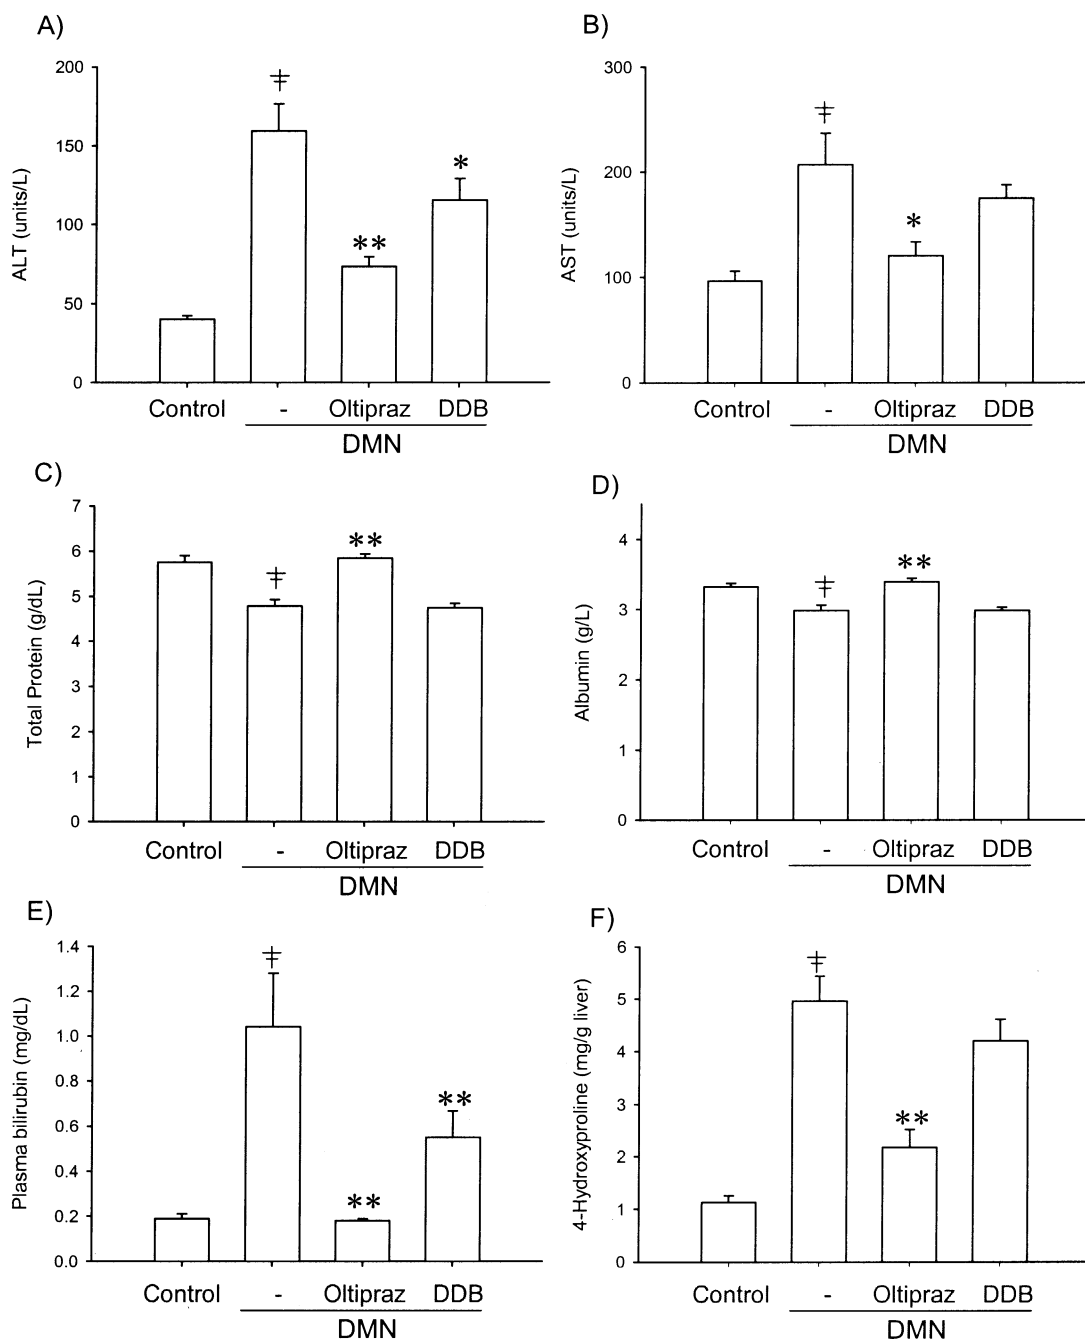 A)
200
150
100
50
0
ALT (units/L)
‡
**
*
Control - Oltipraz DDB
DMN
B)
300
200
100
0
AST (units/L)
‡
*
Control - Oltipraz DDB
DMN
C)
7
6
5
4
3
2
1
0
Total Protein (g/dL)
‡
**
Control - Oltipraz DDB
DMN
D)
4
3
2
1
0
Albumin (g/L)
‡
**
Control - Oltipraz DDB
DMN
E)
1.4
1.2
1.0
0.8
0.6
0.4
0.2
0.0
Plasma bilirubin (mg/dL)
‡
**
**
Control - Oltipraz DDB
DMN
F)
6
5
4
3
2
1
0
4-Hydroxyproline (mg/g liver)
‡
**
Control - Oltipraz DDB
DMN